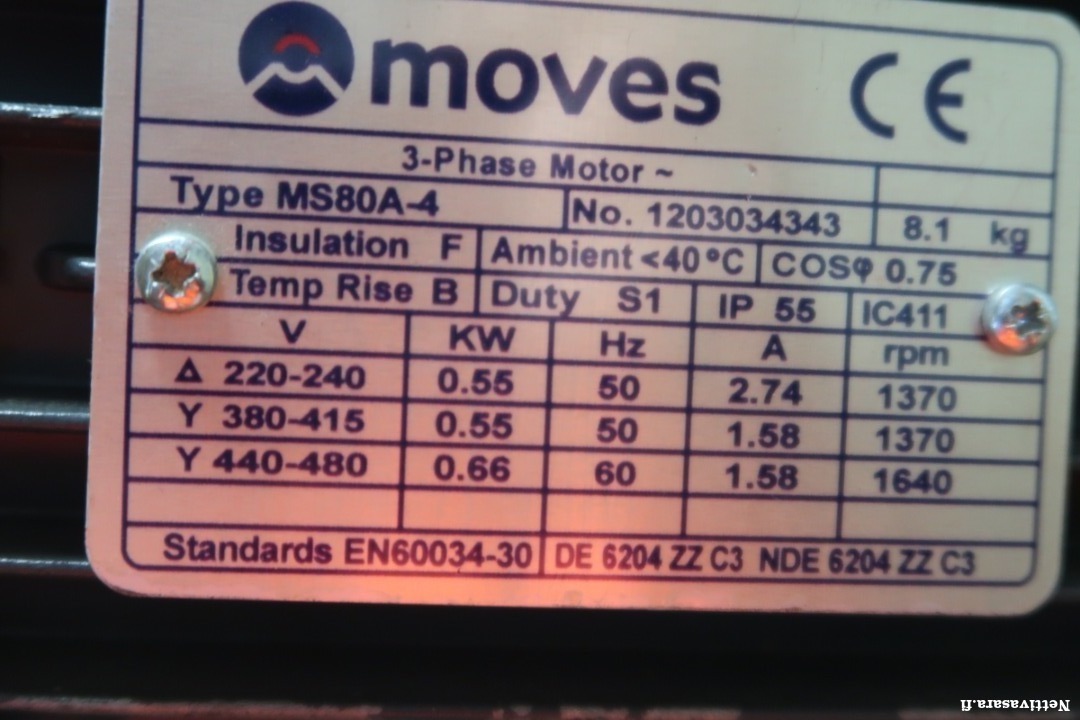 moves CE
3-Phase Motor ~
Type MS80A-4 No. 1203034343 8.1 kg
Insulation F Ambient <40°C COSφ 0.75
Temp Rise B Duty S1 IP 55 IC411
V KW Hz A rpm
Δ 220-240 0.55 50 2.74 1370
Y 380-415 0.55 50 1.58 1370
Y 440-480 0.66 60 1.58 1640
Standards EN60034-30 DE 6204 ZZ C3 NDE 6204 ZZ C3
Nettivasara.fi